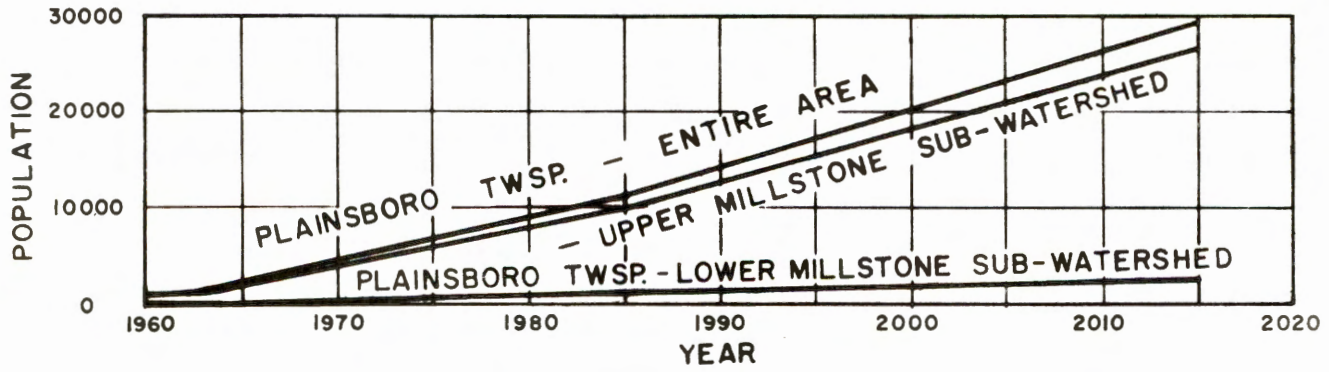 30000
20000
10000
0
POPULATION
PLAINSBORO TWSP. - ENTIRE AREA
- UPPER MILLSTONE SUB-WATERSHED
PLAINSBORO TWSP. - LOWER MILLSTONE SUB-WATERSHED
1960 1970 1980 1990 2000 2010 2020
YEAR